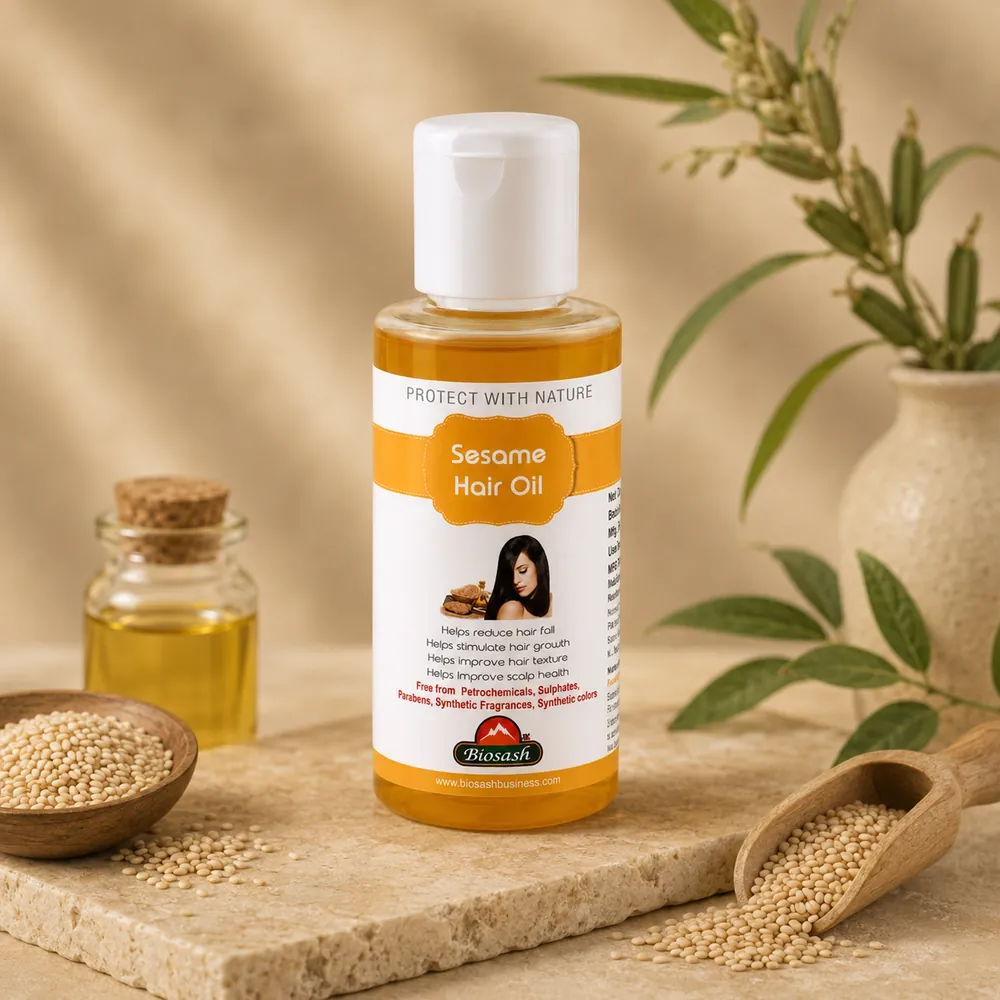 PROTECT WITH NATURE
Sesame
Hair Oil
Helps reduce hair fall
Helps stimulate hair growth
Helps improve hair texture
Helps Improve scalp health
Free from Petrochemicals, Sulphates,
Parabens, Synthetic Fragrances, Synthetic colors
Biosash
www.biosashbusiness.com